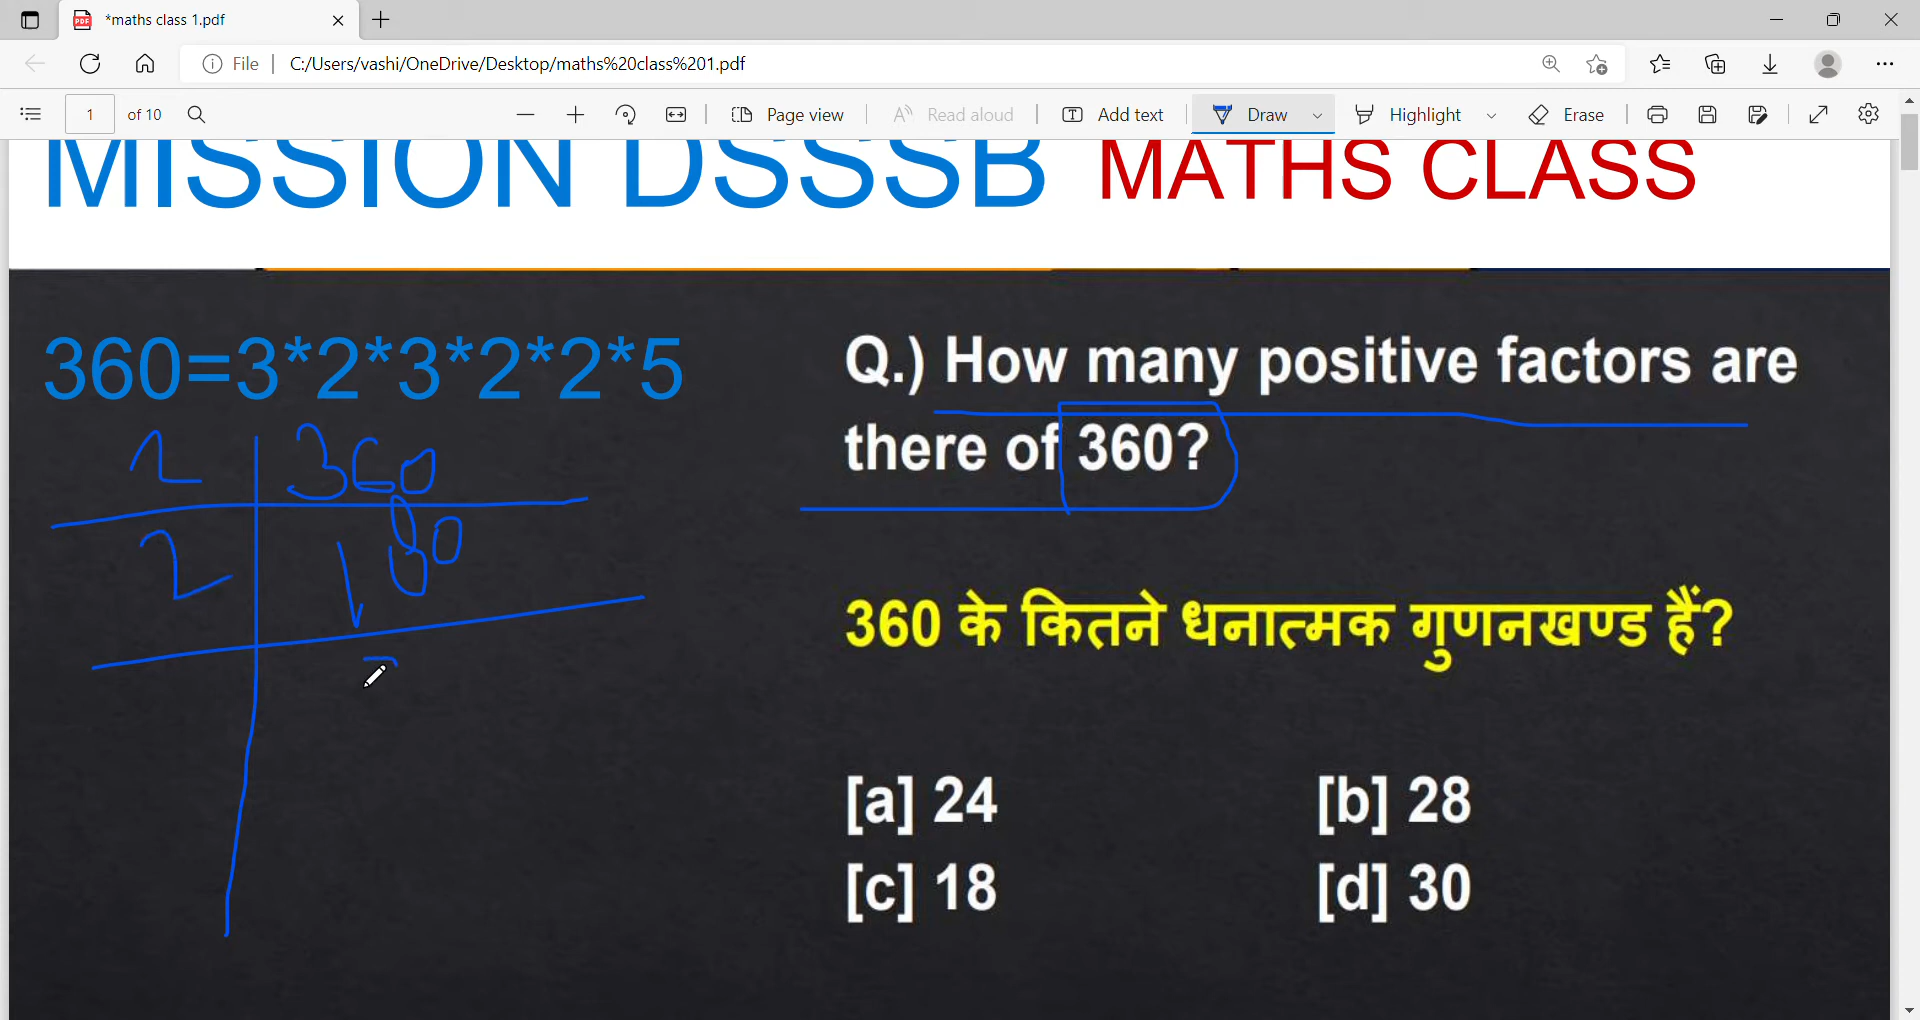 *maths class 1.pdf
File C:/Users/vashi/OneDrive/Desktop/maths%20class%201.pdf
1 of 10 Page view Read aloud Add text Draw Highlight Erase
MISSION DSSSB MATHS CLASS
360=3*2*3*2*2*5
2 360
2 180
Q.) How many positive factors are
there of 360?
360 के कितने धनात्मक गुणनखण्ड हैं?
[a] 24 [b] 28
[c] 18 [d] 30